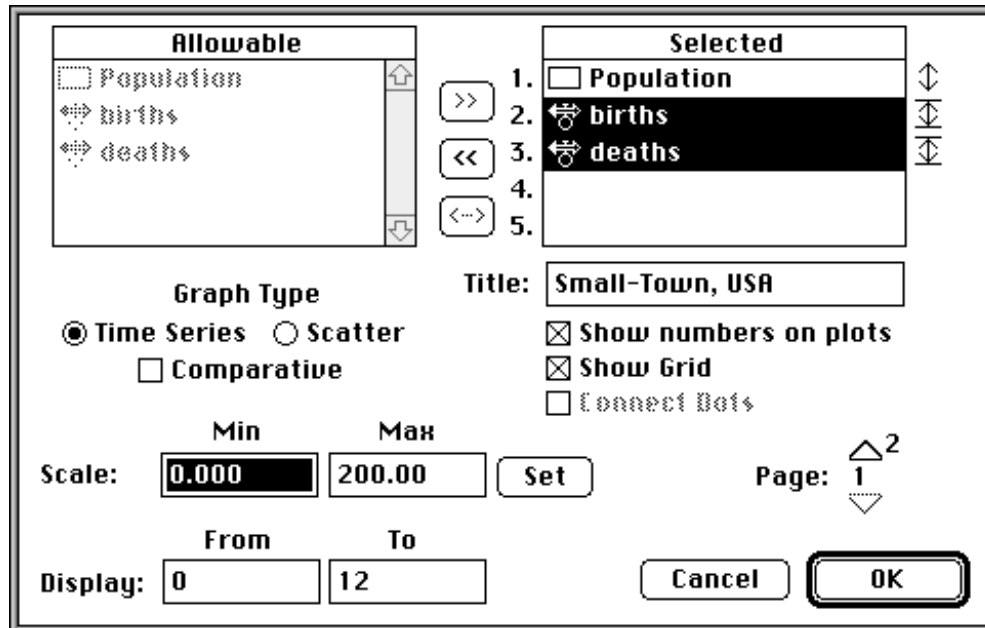 Allowable
Population
births
deaths
>>
<<
<-->
Selected
1. Population
2. births
3. deaths
4.
5.
Title: Small-Town, USA
Graph Type
Time Series Scatter
Comparative
Show numbers on plots
Show Grid
Connect Dots
Min Max
Scale: 0.000 200.00 Set
Page: 1 2
From To
Display: 0 12
Cancel OK